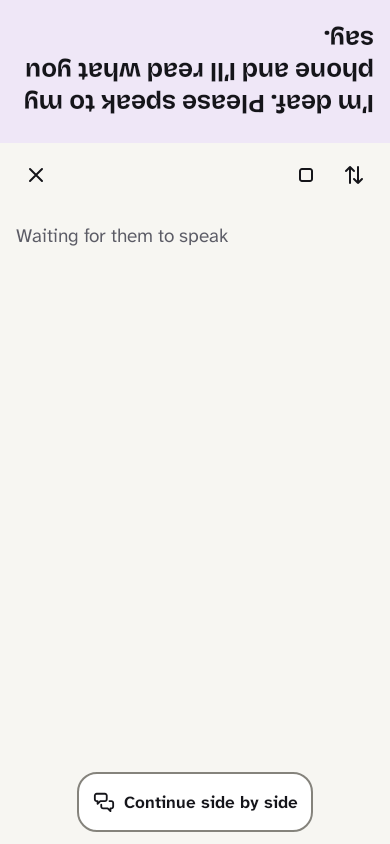 I'm deaf. Please speak to my
phone and I'll read what you
say.
Waiting for them to speak
Continue side by side